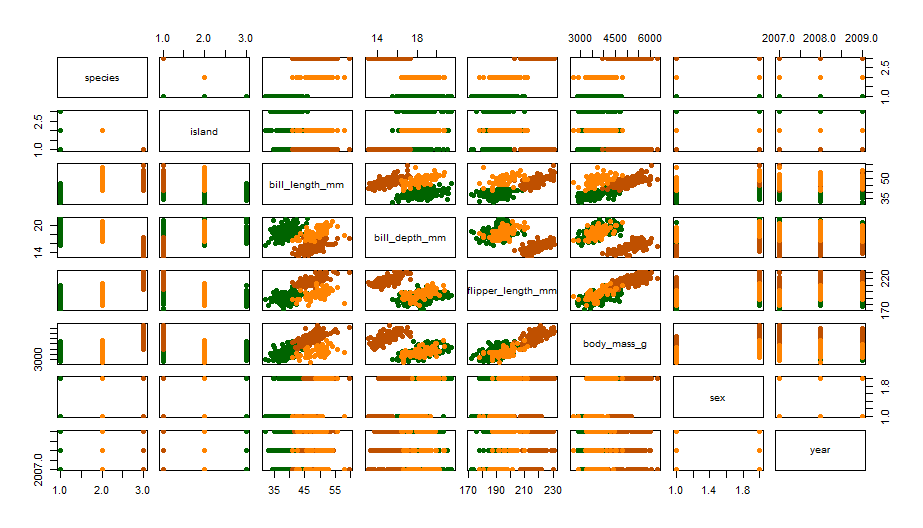 1.0 2.0 3.0 14 18 3000 4500 6000 2007.0 2008.0 2009.0
species
1.0 2.5
1.0 2.5
island
bill_length_mm
35 50
14 20
bill_depth_mm
flipper_length_mm
170 220
3000
body_mass_g
sex
1.0 1.8
2007.0
year
1.0 2.0 3.0 35 45 55 170 190 210 230 1.0 1.4 1.8